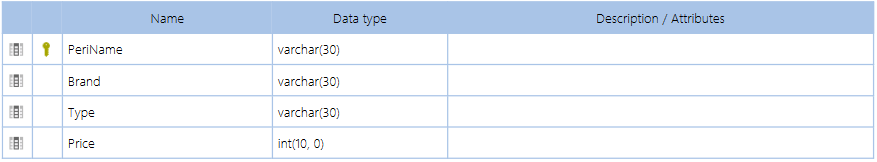 Name Data type Description / Attributes
PeriName varchar(30)
Brand varchar(30)
Type varchar(30)
Price int(10, 0)